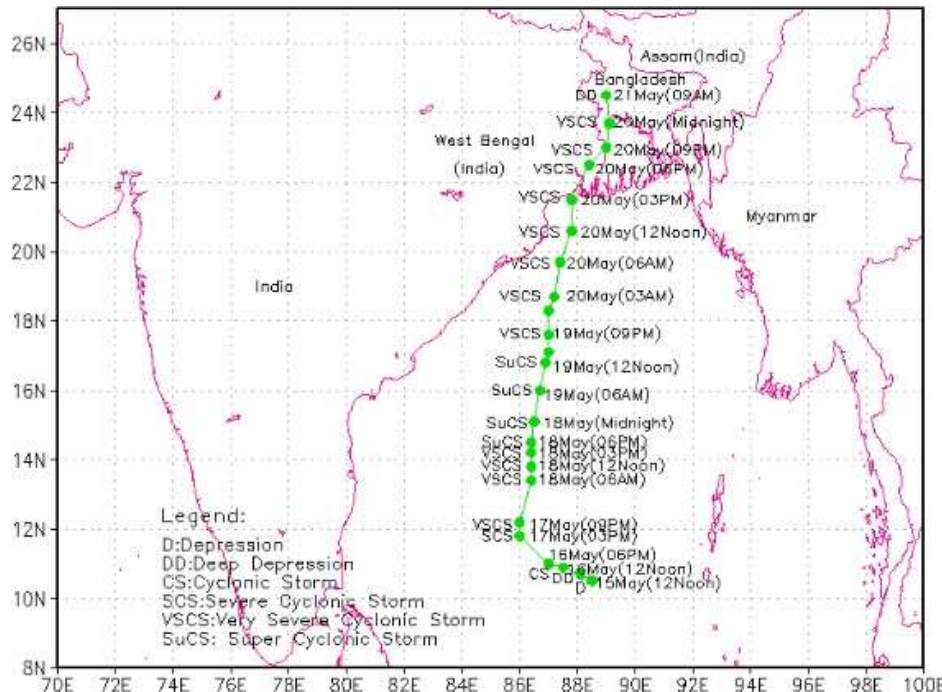 26N
24N
22N
20N
18N
16N
14N
12N
10N
8N
Assam(India)
Bangladesh
DD 21May(09AM)
VSCS 20May(Midnight)
West Bengal
(India)
VSCS 20May(09PM)
VSCS 20May(06PM)
VSCS 20May(03PM)
Myanmar
VSCS 20May(12Noon)
VSCS 20May(06AM)
India
VSCS 20May(03AM)
VSCS 19May(09PM)
SuCS 19May(12Noon)
SuCS 19May(06AM)
SuCS 18May(Midnight)
SuCS 18May(06PM)
VSCS 18May(03PM)
VSCS 18May(12Noon)
VSCS 18May(06AM)
VSCS 17May(09PM)
SCS 17May(03PM)
16May(06PM)
CS
16May(12Noon)
DD
D 15May(12Noon)
Legend:
D:Depression
DD:Deep Depression
CS:Cyclonic Storm
SCS:Severe Cyclonic Storm
VSCS:Very Severe Cyclonic Storm
SuCS: Super Cyclonic Storm
70E 72E 74E 76E 78E 80E 82E 84E 86E 88E 90E 92E 94E 96E 98E 100E